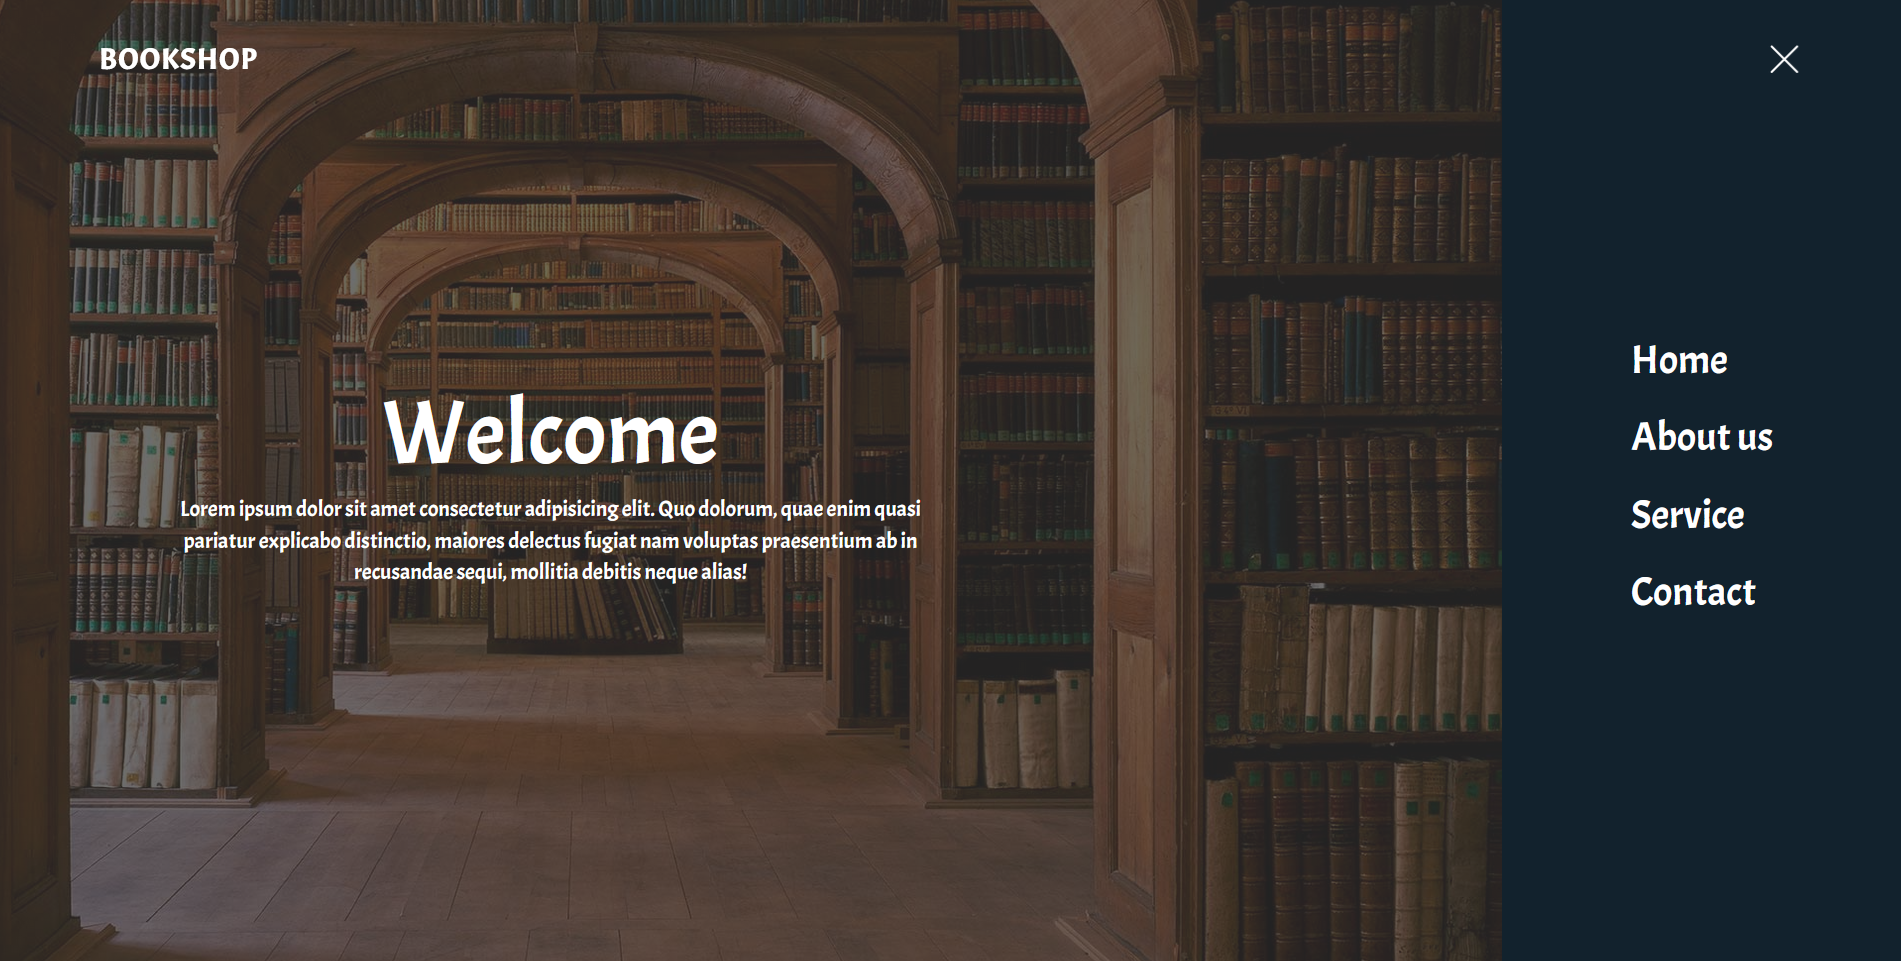 BOOKSHOP
Welcome
Lorem ipsum dolor sit amet consectetur adipisicing elit. Quo dolorum, quae enim quasi
pariatur explicabo distinctio, maiores delectus fugiat nam voluptas praesentium ab in
recusandae sequi, mollitia debitis neque alias!
Home
About us
Service
Contact